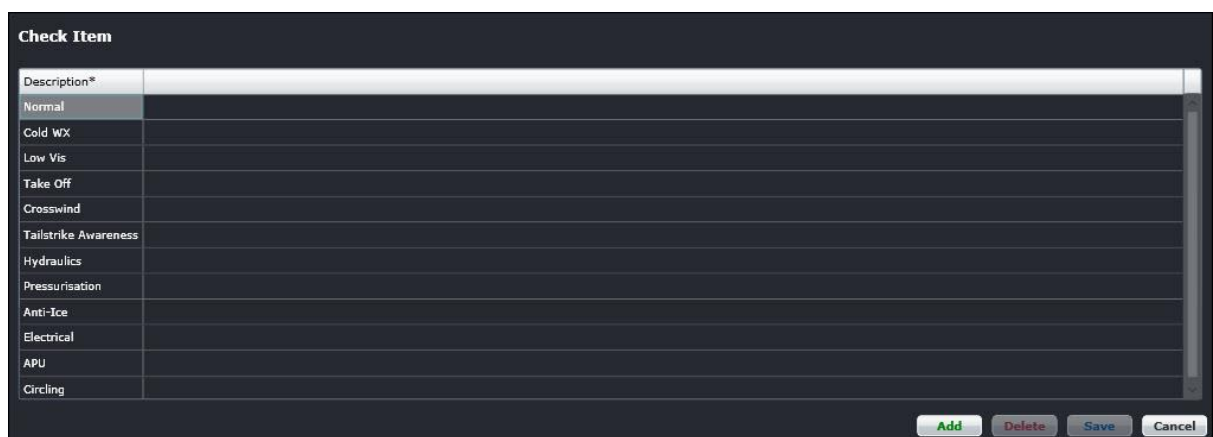 Check Item
Description*
Normal
Cold WX
Low Vis
Take Off
Crosswind
Tailstrike Awareness
Hydraulics
Pressurisation
Anti-Ice
Electrical
APU
Circling
Add Delete Save Cancel